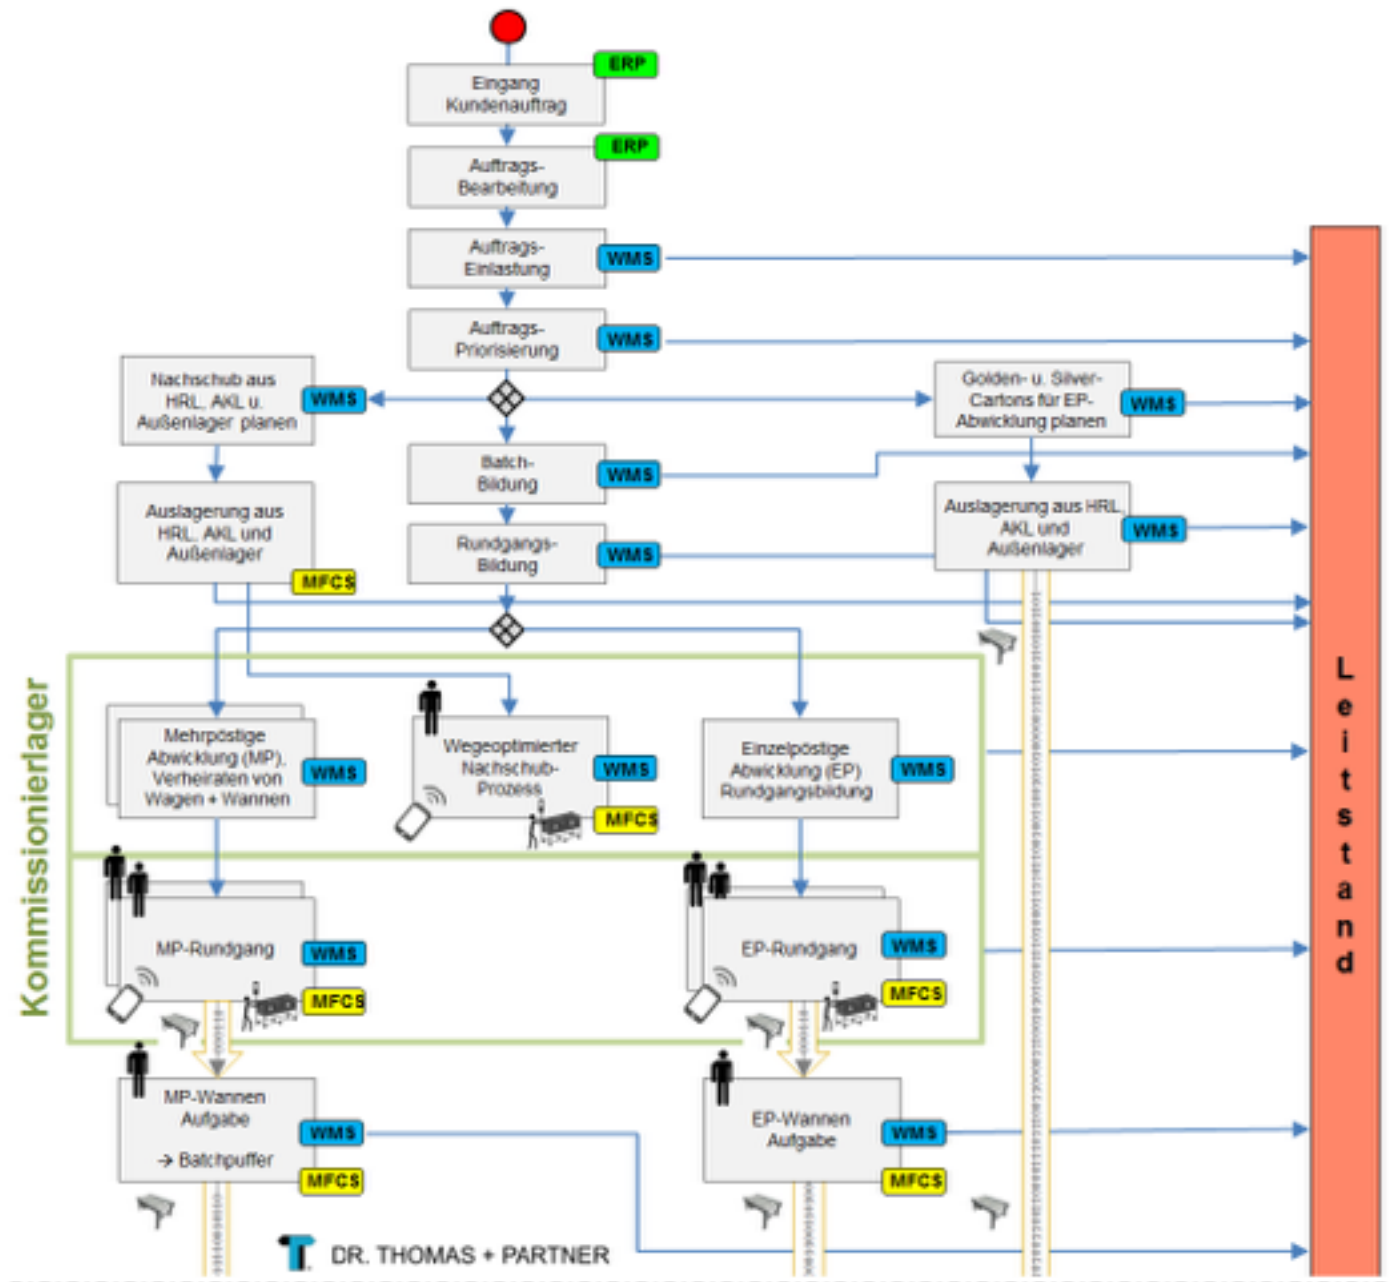 ERP
Eingang
Kundenauftrag
ERP
Auftrags-
Bearbeitung
Auftrags-
Einlastung
WMS
Auftrags-
Priorisierung
WMS
Nachschub aus
HRL, AKL u.
Außenlager planen
WMS
Golden- u. Silver-
Cartons für EP-
Abwicklung planen
WMS
Batch-
Bildung
WMS
Auslagerung aus
HRL, AKL und
Außenlager
MFCS
Rundgangs-
Bildung
WMS
Auslagerung aus HRL,
AKL und
Außenlager
WMS
Kommissionierlager
Leitstand
Mehrpöstige
Abwicklung (MP),
Verheiraten von
Wagen + Wannen
WMS
Wegeoptimierter
Nachschub-
Prozess
WMS
MFCS
Einzelpöstige
Abwicklung (EP)
Rundgangsbildung
WMS
MP-Rundgang
WMS
MFCS
EP-Rundgang
WMS
MFCS
MP-Wannen
Aufgabe
→ Batchpuffer
WMS
MFCS
EP-Wannen
Aufgabe
WMS
MFCS
DR. THOMAS + PARTNER